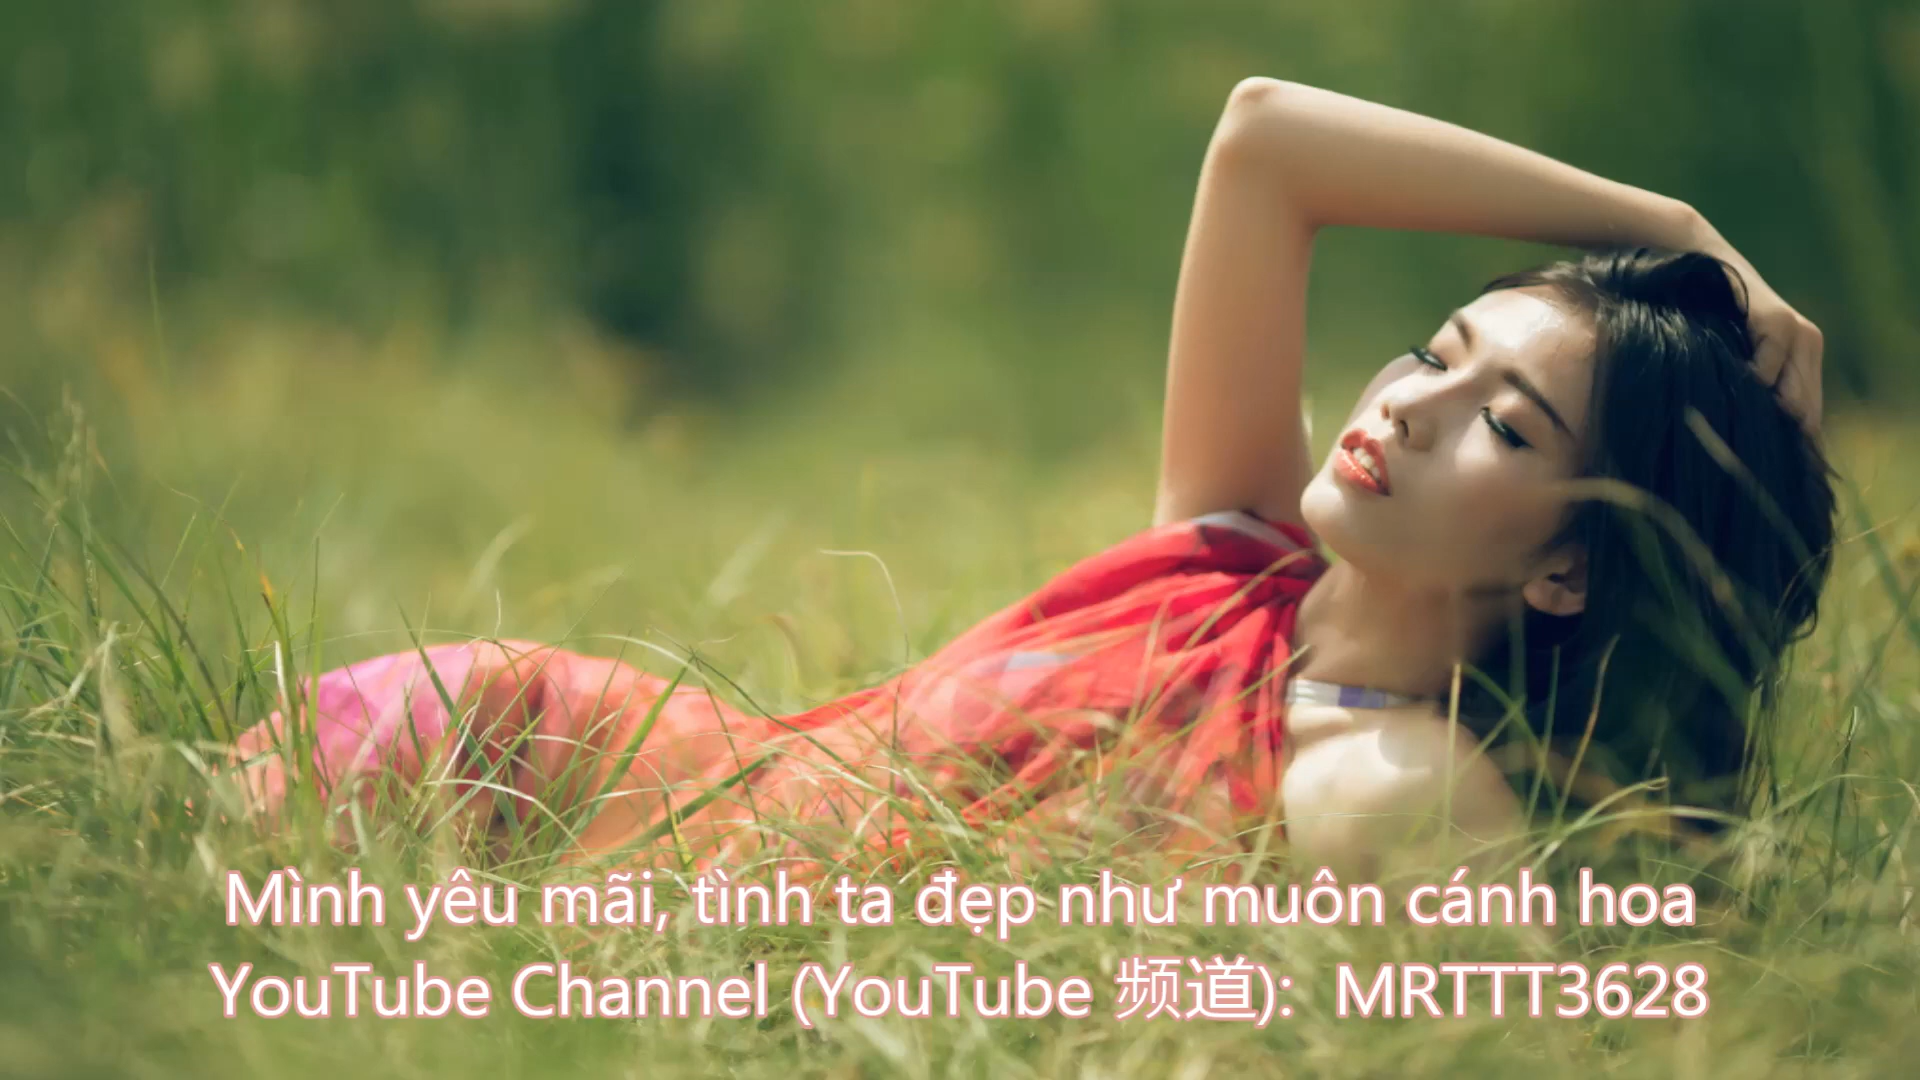 Mình yêu mãi, tình ta đẹp như muôn cánh hoa
YouTube Channel (YouTube 频道):  MRTTT3628